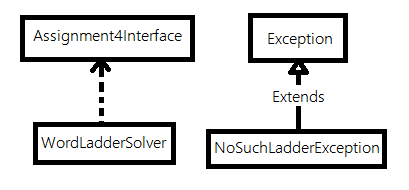 Assignment4Interface
Exception
Extends
WordLadderSolver
NoSuchLadderException